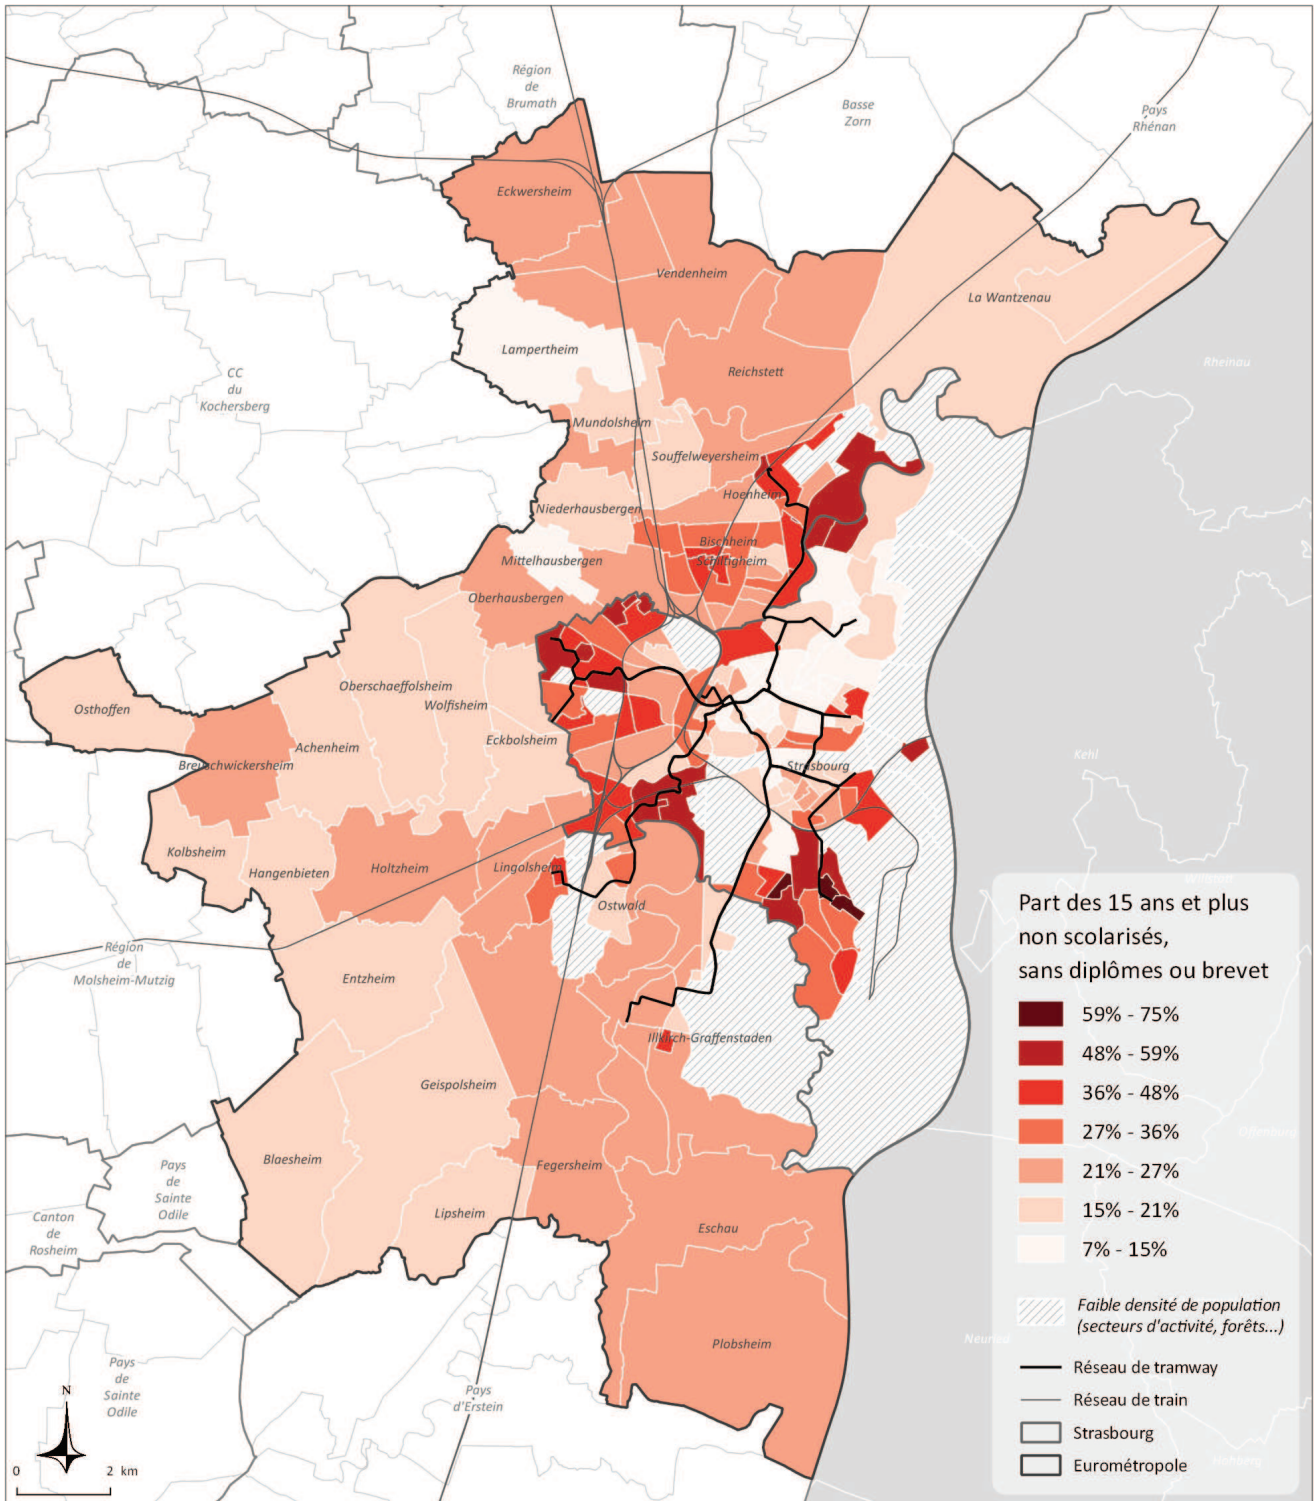 Région
de
Brumath
Basse
Zorn
Pays
Rhénan
Eckwersheim
Vendenheim
La Wantzenau
Lampertheim
Reichstett
Rheinau
CC
du
Kochersberg
Mundolsheim
Souffelweyersheim
Hoenheim
Niederhausbergen
Bischheim
Mittelhausbergen
Schiltigheim
Oberhausbergen
Oberschaeffolsheim
Wolfisheim
Osthoffen
Achenheim
Eckbolsheim
Breuschwickersheim
Strasbourg
Kehl
Kolbsheim
Hangenbieten
Holtzheim
Lingolsheim
Ostwald
Région
de
Molsheim-Mutzig
Entzheim
Illkirch-Graffenstaden
Geispolsheim
Blaesheim
Fegersheim
Pays
de
Sainte
Odile
Lipsheim
Eschau
Canton
de
Rosheim
Plobsheim
Pays
de
Sainte
Odile
Pays
d'Erstein
N
0 2 km
Part des 15 ans et plus
non scolarisés,
sans diplômes ou brevet
59% - 75%
48% - 59%
36% - 48%
27% - 36%
21% - 27%
15% - 21%
7% - 15%
Offenburg
Faible densité de population
(secteurs d'activité, forêts...)
Réseau de tramway
Réseau de train
Strasbourg
Eurométropole